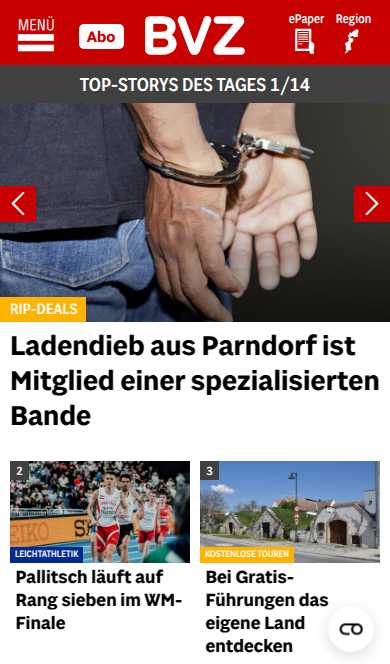 MENÜ
Abo
BVZ
ePaper
Region
TOP-STORYS DES TAGES 1/14
RIP-DEALS
Ladendieb aus Parndorf ist
Mitglied einer spezialisierten
Bande
2
SEIKO
LEICHTATHLETIK
Pallitsch läuft auf
Rang sieben im WM-
Finale
3
KOSTENLOSE TOUREN
Bei Gratis-
Führungen das
eigene Land
entdecken